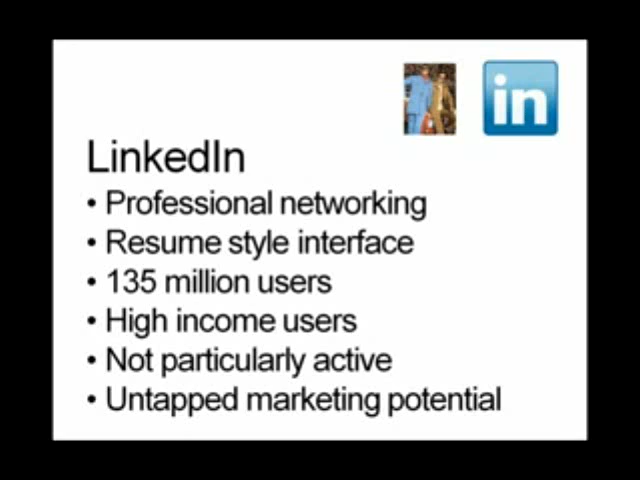 in
LinkedIn
• Professional networking
• Resume style interface
• 135 million users
• High income users
• Not particularly active
• Untapped marketing potential